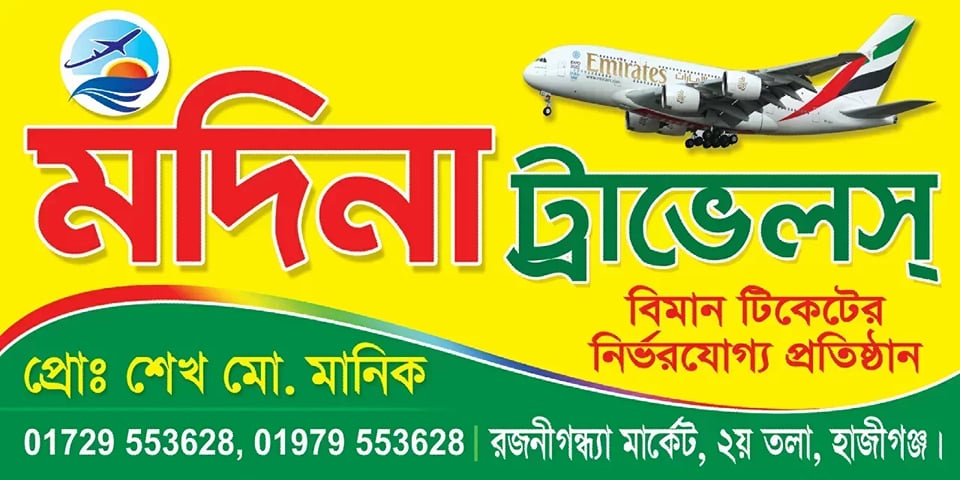 মদিনা
ট্রাভেলস্
Emirates
বিমান টিকেটের
নির্ভরযোগ্য প্রতিষ্ঠান
প্রোঃ শেখ মো. মানিক
01729 553628, 01979 553628 | রজনীগন্ধ্যা মার্কেট, ২য় তলা, হাজীগঞ্জ।